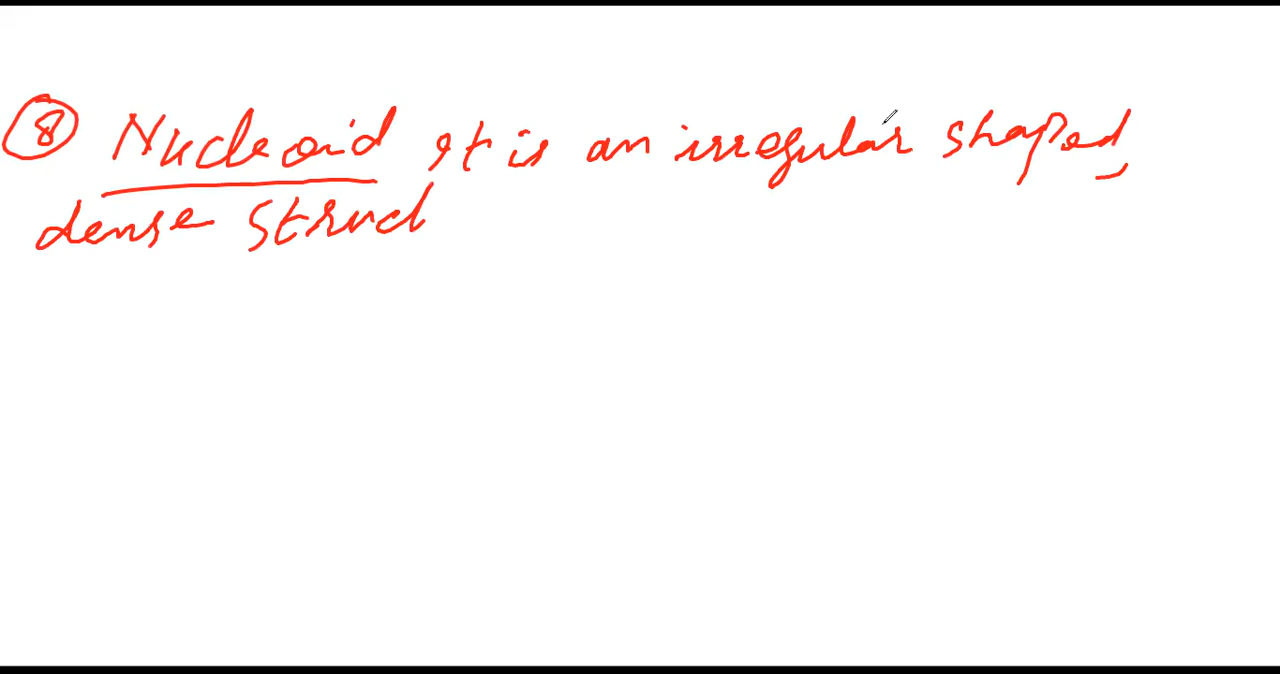 ⑧ Nucleoid It is an irregular shaped,
dense struct